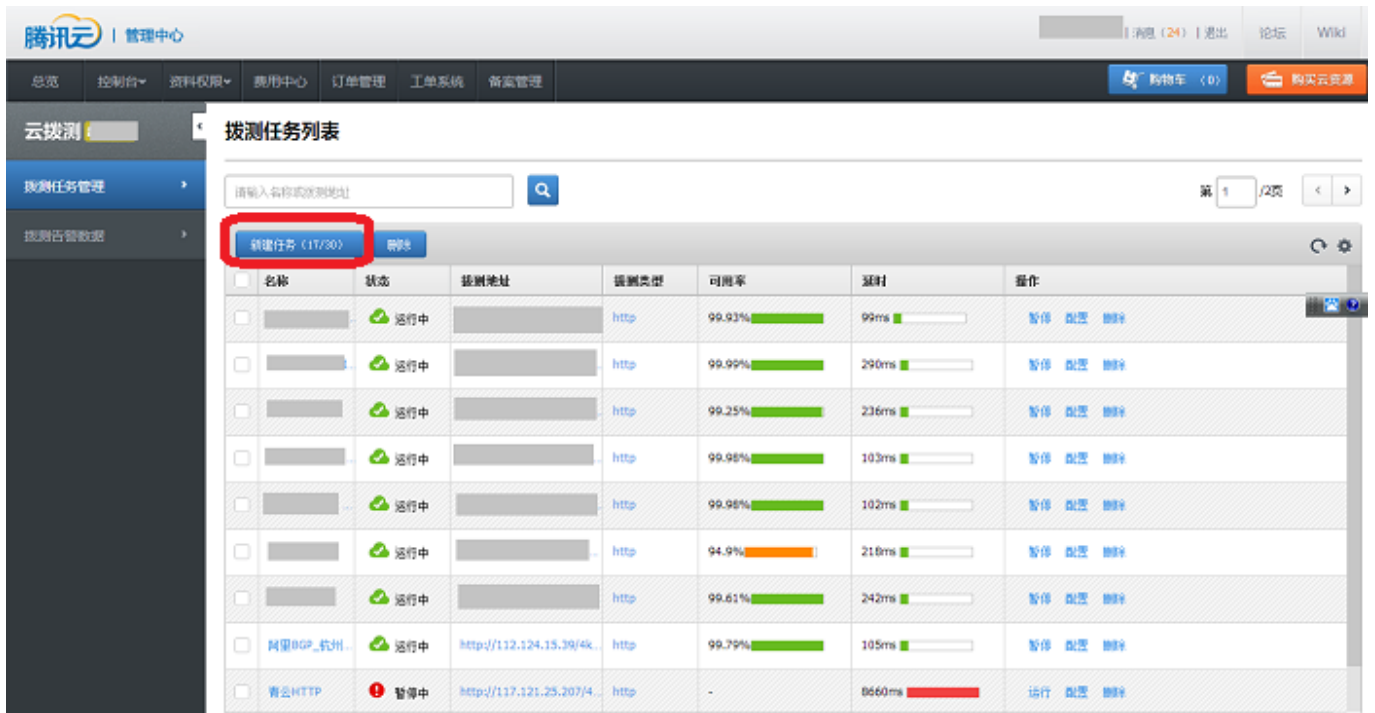 腾讯云 | 管理中心
| 消息（24） | 退出 论坛 Wiki
总览 控制台 资料权限 费用中心 订单管理 工单系统 备案管理 购物车（0） 购买云资源
云拨测
拨测任务列表
拨测任务管理
请输入名称或拨测地址
第 1 /2页
拨测告警数据
新建任务（17/30） 删除
名称 状态 拨测地址 拨测类型 可用率 延时 操作
运行中 http 99.93% 99ms 暂停 配置 删除
运行中 http 99.99% 290ms 暂停 配置 删除
运行中 http 99.25% 236ms 暂停 配置 删除
运行中 http 99.98% 103ms 暂停 配置 删除
运行中 http 99.98% 102ms 暂停 配置 删除
运行中 http 94.9% 218ms 暂停 配置 删除
运行中 http 99.61% 242ms 暂停 配置 删除
阿里BGP_杭州... 运行中 http://112.124.15.39/4k... http 99.79% 105ms 暂停 配置 删除
青云HTTP 暂停中 http://117.121.25.207/4... http - 8660ms 运行 配置 删除